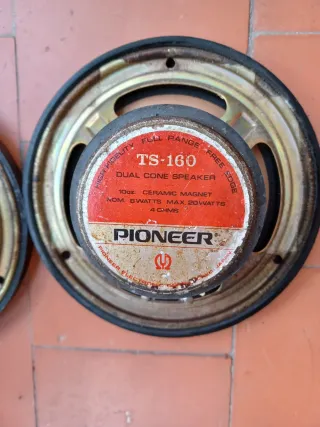 HIGH FIDELITY FULL RANGE FREE EDGE
TS-160
DUAL CONE SPEAKER
10oz. CERAMIC MAGNET
NOM. 8WATTS MAX. 20WATTS
4 OHMS
PIONEER